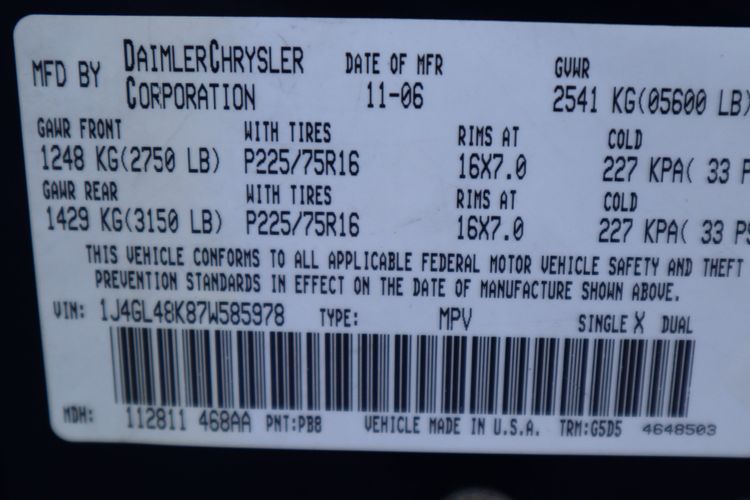 MFD BY DAIMLERCHRYSLER CORPORATION DATE OF MFR 11-06 GVWR 2541 KG(05600 LB)
GAWR FRONT WITH TIRES RIMS AT COLD
1248 KG(2750 LB) P225/75R16 16X7.0 227 KPA( 33 P
GAWR REAR WITH TIRES RIMS AT COLD
1429 KG(3150 LB) P225/75R16 16X7.0 227 KPA( 33 PS
THIS VEHICLE CONFORMS TO ALL APPLICABLE FEDERAL MOTOR VEHICLE SAFETY AND THEFT
PREVENTION STANDARDS IN EFFECT ON THE DATE OF MANUFACTURE SHOWN ABOVE.
VIN: 1J4GL48K87W585978 TYPE: MPV SINGLE X DUAL
MDH: 112811 468AA PNT:PB8 VEHICLE MADE IN U.S.A. TRM:G5D5 4648503